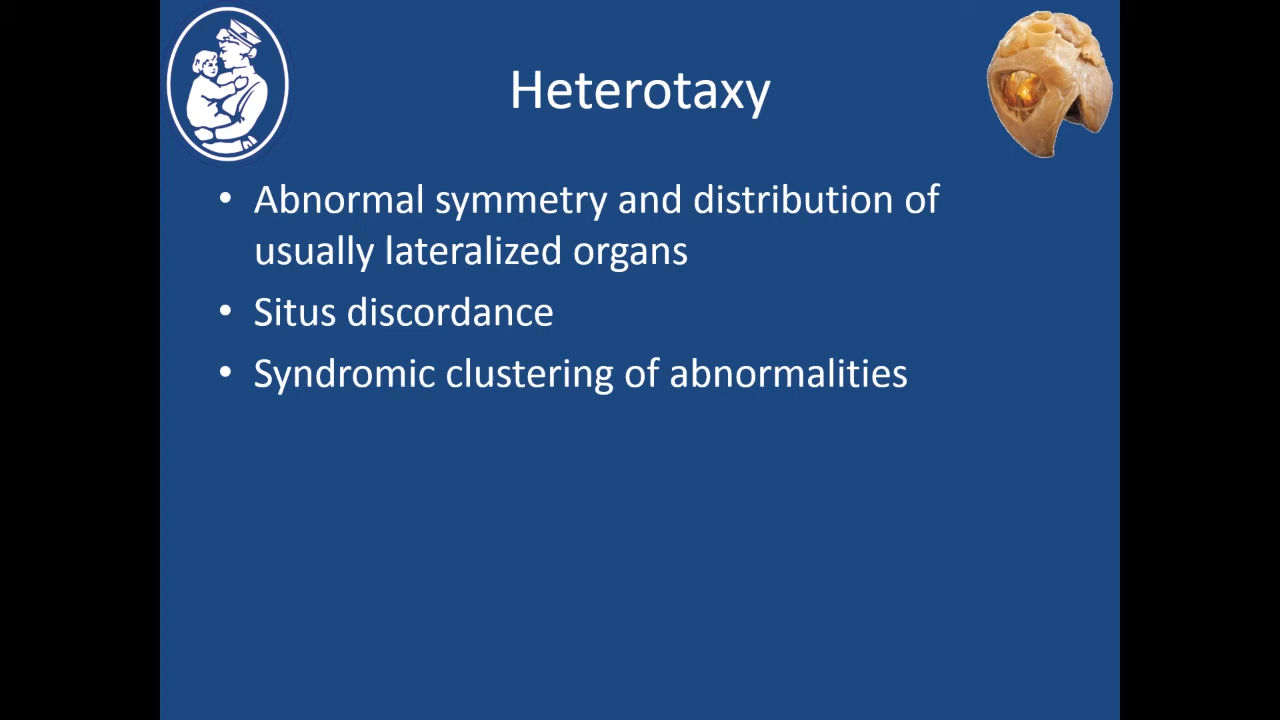 Heterotaxy
• Abnormal symmetry and distribution of
usually lateralized organs
• Situs discordance
• Syndromic clustering of abnormalities